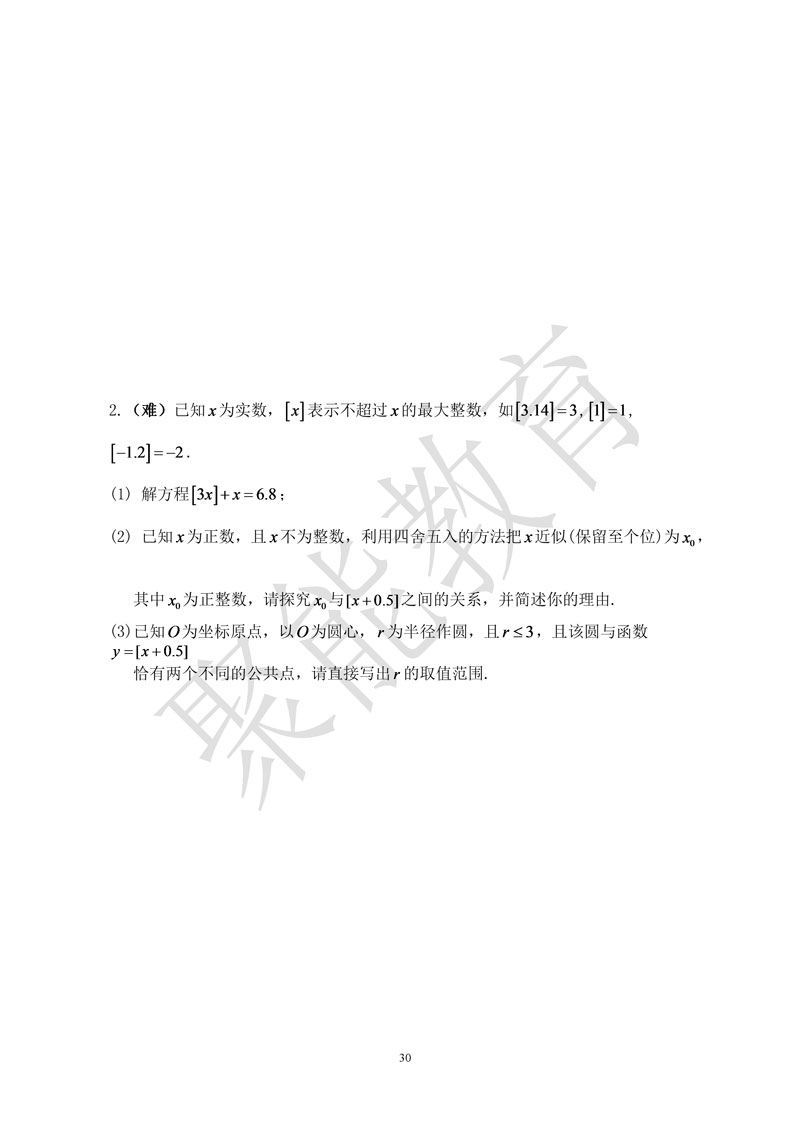 2.（难）已知 x 为实数，[x] 表示不超过 x 的最大整数，如[3.14]=3, [1]=1,
[−1.2]=−2.
(1) 解方程[3x]+x=6.8；
(2) 已知 x 为正数，且 x 不为整数，利用四舍五入的方法把 x 近似(保留至个位)为 x₀，
其中 x₀ 为正整数，请探究 x₀ 与 [x+0.5] 之间的关系，并简述你的理由.
(3)已知 O 为坐标原点，以 O 为圆心，r 为半径作圆，且 r≤3，且该圆与函数
y=[x+0.5]
恰有两个不同的公共点，请直接写出 r 的取值范围.
聚能教育
30